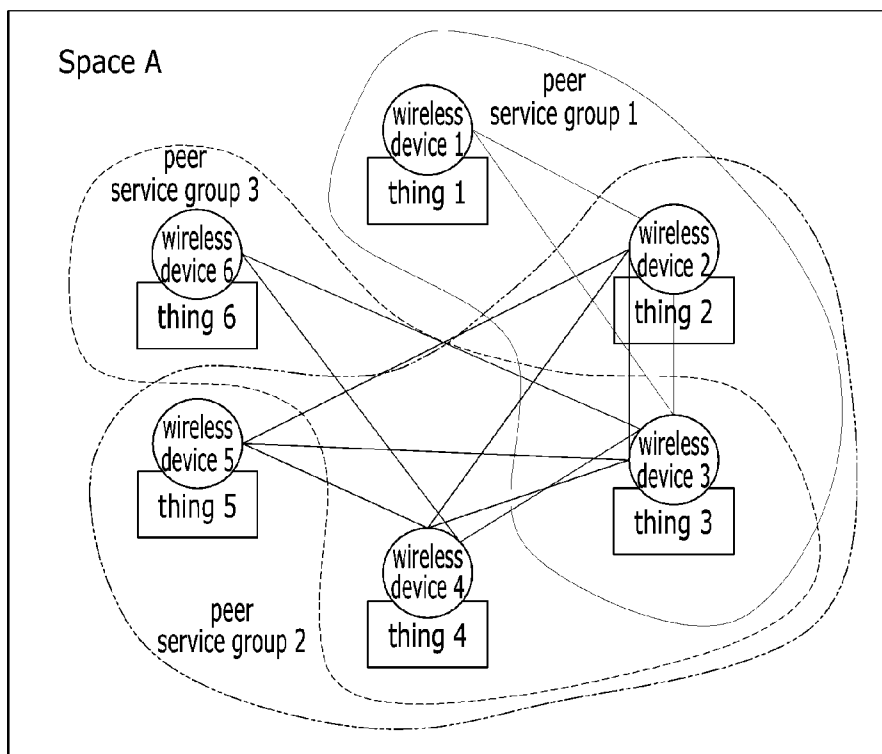 Space A
peer
service group 1
wireless
device 1
thing 1
peer
service group 3
wireless
device 6
thing 6
wireless
device 2
thing 2
wireless
device 5
thing 5
wireless
device 3
thing 3
wireless
device 4
thing 4
peer
service group 2